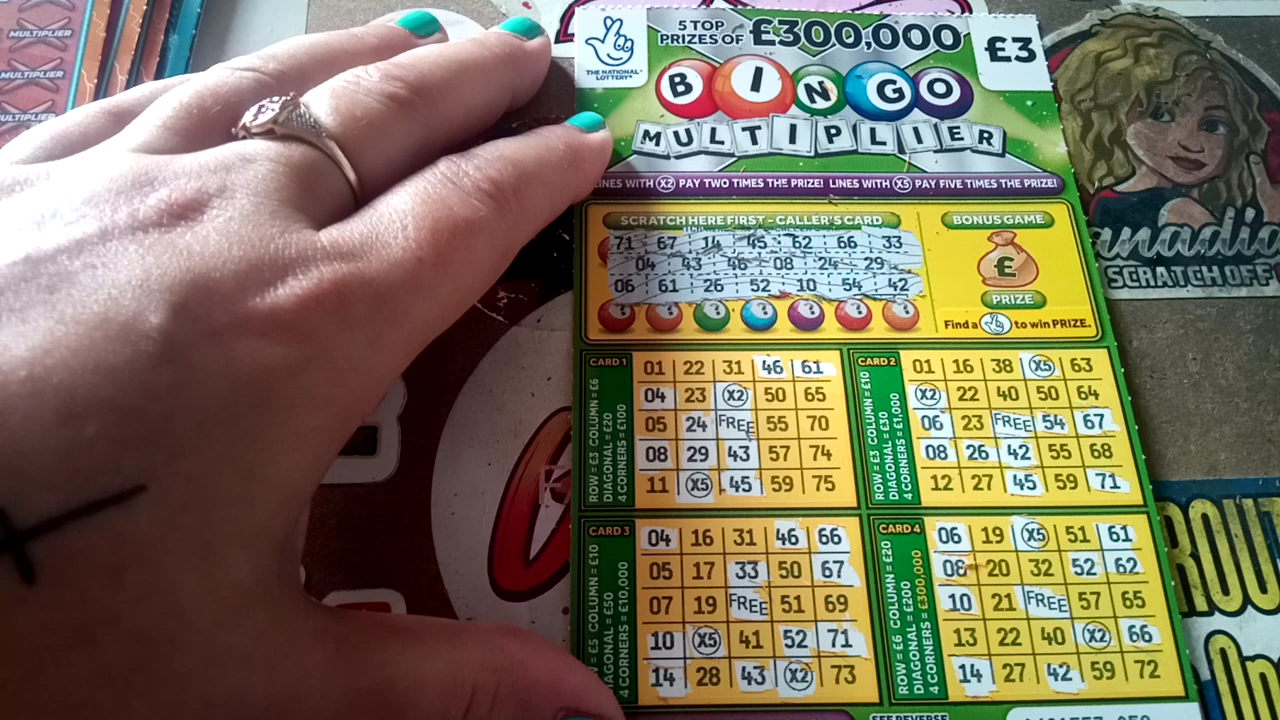 MULTIPLIER
MULTIPLIER
MULTIPLIER
THE NATIONAL
LOTTERY®
5 TOP
PRIZES OF £300,000
£3
BINGO
MULTIPLIER
LINES WITH X2 PAY TWO TIMES THE PRIZE! LINES WITH X5 PAY FIVE TIMES THE PRIZE!
SCRATCH HERE FIRST - CALLER'S CARD
71 67 14 45 62 66 33
04 43 46 08 24 29
06 61 26 52 10 54 42
BONUS GAME
£
PRIZE
Find a to win PRIZE.
CARD 1
ROW = £3 COLUMN = £6
DIAGONAL = £20
4 CORNERS = £100
01 22 31 46 61
04 23 X2 50 65
05 24 FREE 55 70
08 29 43 57 74
11 X5 45 59 75
CARD 2
ROW = £3 COLUMN = £10
DIAGONAL = £30
4 CORNERS = £1,000
01 16 38 X5 63
X2 22 40 50 64
06 23 FREE 54 67
08 26 42 55 68
12 27 45 59 71
CARD 3
ROW = £5 COLUMN = £10
DIAGONAL = £50
4 CORNERS = £10,000
04 16 31 46 66
05 17 33 50 67
07 19 FREE 51 69
10 X5 41 52 71
14 28 43 X2 73
CARD 4
ROW = £6 COLUMN = £20
DIAGONAL = £200
4 CORNERS = £300,000
06 19 X5 51 61
08 20 32 52 62
10 21 FREE 57 65
13 22 40 X2 66
14 27 42 59 72
SEE REVERSE
anadia
SCRATCH OFF
ROU
On